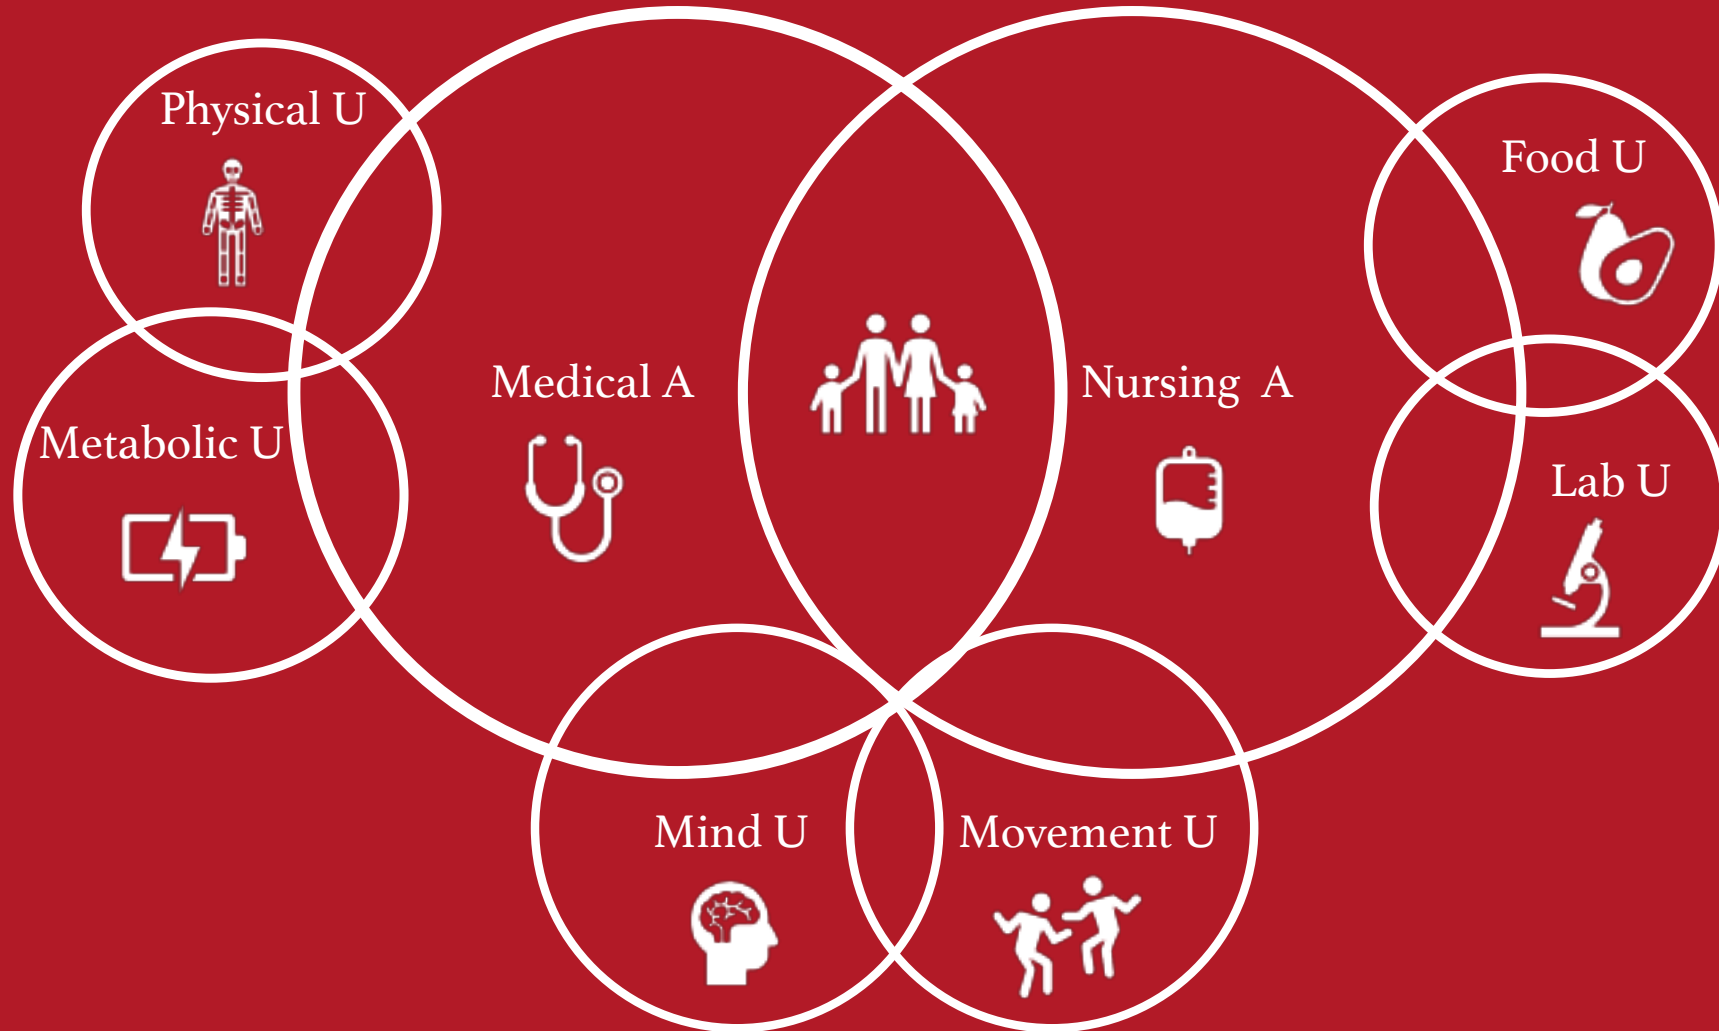 Physical U
Food U
Medical A
Nursing  A
Metabolic U
Lab U
Mind U
Movement U